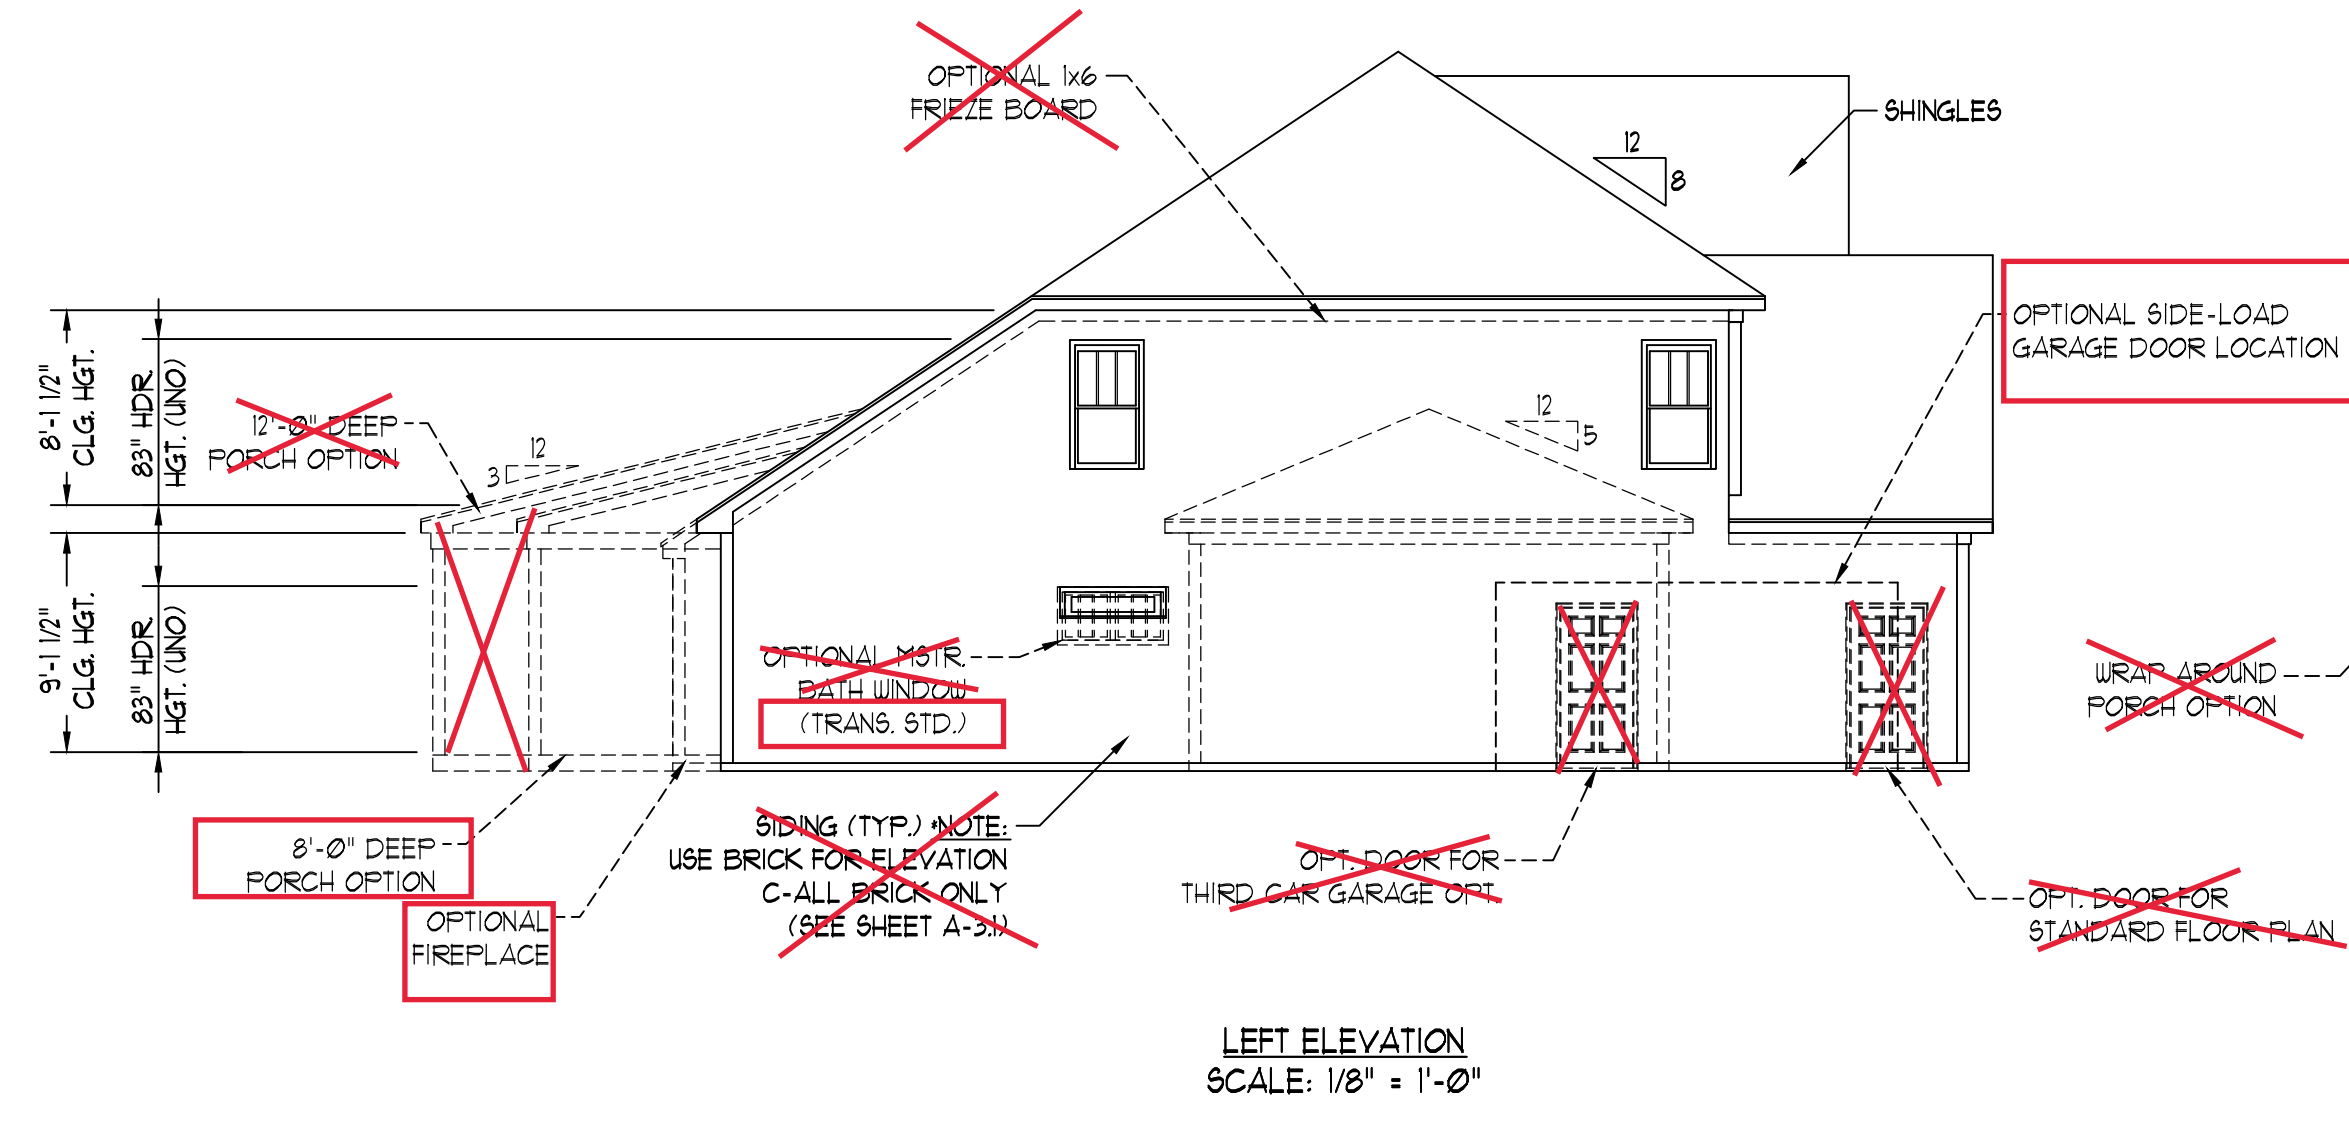 OPTIONAL 1x6
FRIEZE BOARD
SHINGLES
12
8
OPTIONAL SIDE-LOAD
GARAGE DOOR LOCATION
8'-1 1/2"
CLG. HGT.
83" HDR.
HGT. (UNO)
12'-0" DEEP
PORCH OPTION
12
3
12
5
9'-1 1/2"
CLG. HGT.
83" HDR.
HGT. (UNO)
OPTIONAL MSTR.
BATH WINDOW
(TRANS. STD.)
WRAP AROUND
PORCH OPTION
8'-0" DEEP
PORCH OPTION
OPTIONAL
FIREPLACE
SIDING (TYP.) *NOTE:
USE BRICK FOR ELEVATION
C-ALL BRICK ONLY
(SEE SHEET A-3.1)
OPT. DOOR FOR
THIRD CAR GARAGE OPT.
OPT. DOOR FOR
STANDARD FLOOR PLAN
LEFT ELEVATION
SCALE: 1/8" = 1'-0"